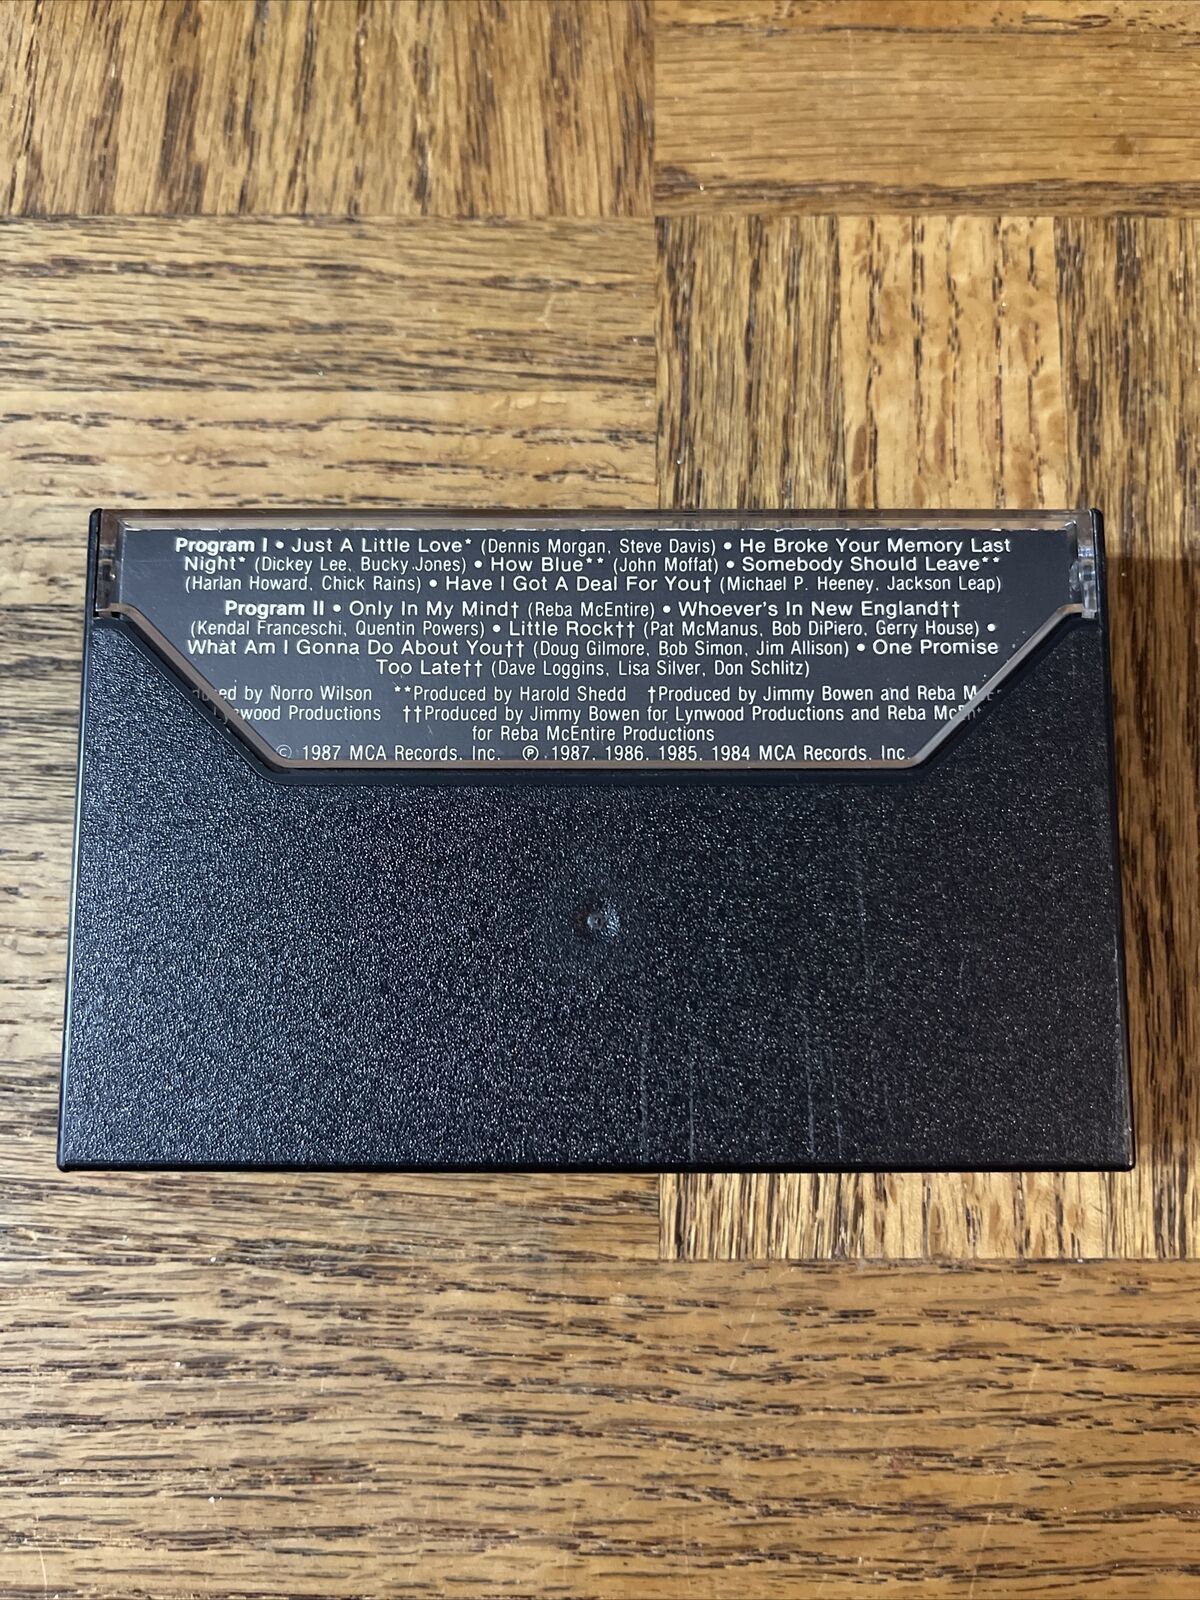 Program I • Just A Little Love* (Dennis Morgan, Steve Davis) • He Broke Your Memory Last
Night* (Dickey Lee, Bucky Jones) • How Blue** (John Moffat) • Somebody Should Leave**
(Harlan Howard, Chick Rains) • Have I Got A Deal For You† (Michael P. Heeney, Jackson Leap)
Program II • Only In My Mind† (Reba McEntire) • Whoever's In New England††
(Kendal Franceschi, Quentin Powers) • Little Rock†† (Pat McManus, Bob DiPiero, Gerry House) •
What Am I Gonna Do About You†† (Doug Gilmore, Bob Simon, Jim Allison) • One Promise
Too Late†† (Dave Loggins, Lisa Silver, Don Schlitz)
by Norro Wilson **Produced by Harold Shedd †Produced by Jimmy Bowen and Reba
Lynwood Productions ††Produced by Jimmy Bowen for Lynwood Productions and Reba
for Reba McEntire Productions
© 1987 MCA Records, Inc. ℗ 1987, 1986, 1985, 1984 MCA Records, Inc.